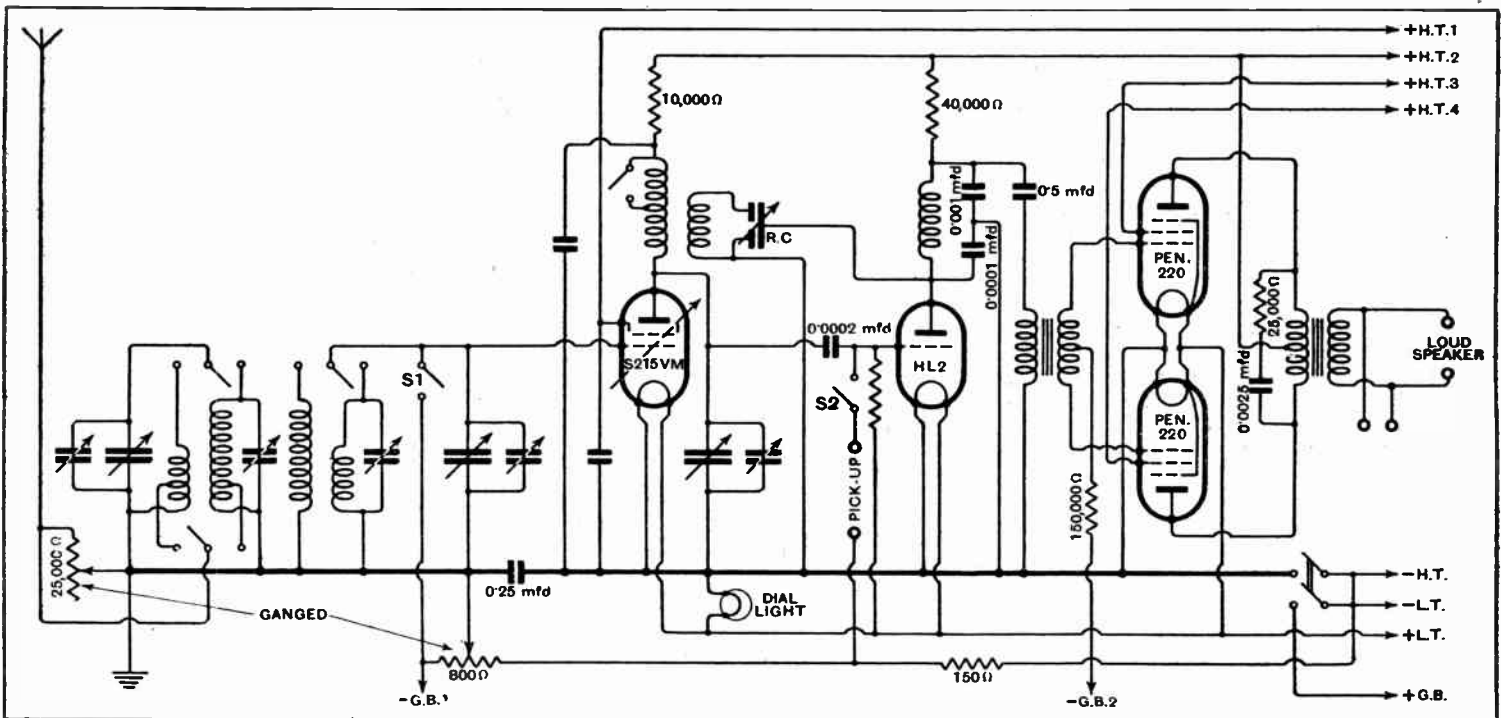 +H.T.1
+H.T.2
+H.T.3
+H.T.4
10,000Ω
40,000Ω
0·001 mfd
0·5 mfd
R.C
0·0001 mfd
PEN.
220
25,000Ω
S215VM
0·0002 mfd
HL2
LOUD
SPEAKER
S1
S2
0·0025 mfd
PEN.
220
PICK-UP
150,000Ω
25,000Ω
0·25 mfd
GANGED
DIAL
LIGHT
-H.T.
-L.T.
+L.T.
800Ω
150Ω
-G.B.1
-G.B.2
+G.B.